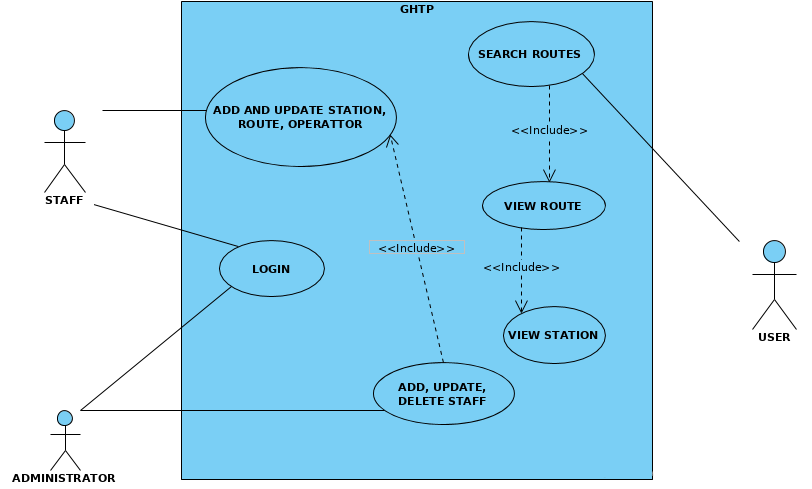 GHTP
SEARCH ROUTES
ADD AND UPDATE STATION,
ROUTE, OPERATTOR
<<Include>>
STAFF
VIEW ROUTE
<<Include>>
LOGIN
<<Include>>
VIEW STATION
USER
ADD, UPDATE,
DELETE STAFF
ADMINISTRATOR